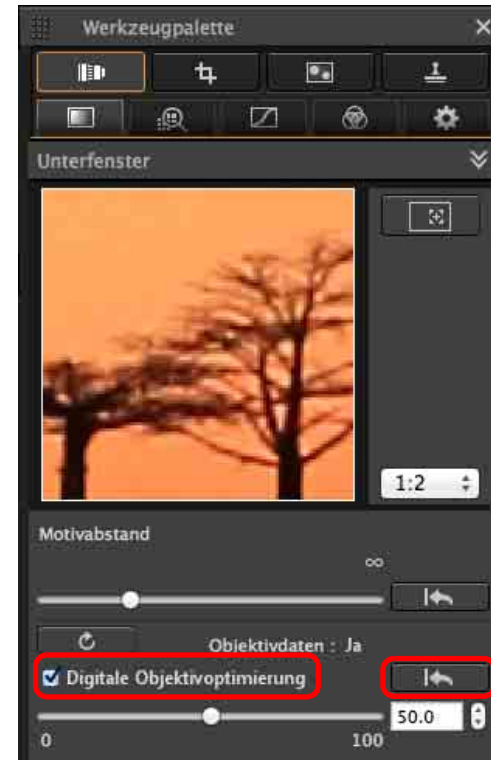 Werkzeugpalette
Unterfenster
1:2
Motivabstand
∞
Objektivdaten : Ja
Digitale Objektivoptimierung
50.0
0 100